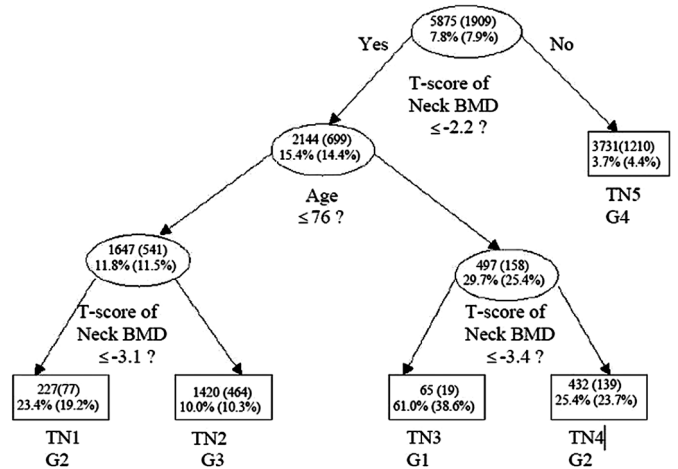 5875 (1909)
7.8% (7.9%)
Yes
No
T-score of
Neck BMD
≤-2.2 ?
2144 (699)
15.4% (14.4%)
3731(1210)
3.7% (4.4%)
TN5
G4
Age
≤76 ?
1647 (541)
11.8% (11.5%)
497 (158)
29.7% (25.4%)
T-score of
Neck BMD
≤-3.1 ?
T-score of
Neck BMD
≤-3.4 ?
227(77)
23.4% (19.2%)
1420 (464)
10.0% (10.3%)
65 (19)
61.0% (38.6%)
432 (139)
25.4% (23.7%)
TN1
G2
TN2
G3
TN3
G1
TN4
G2